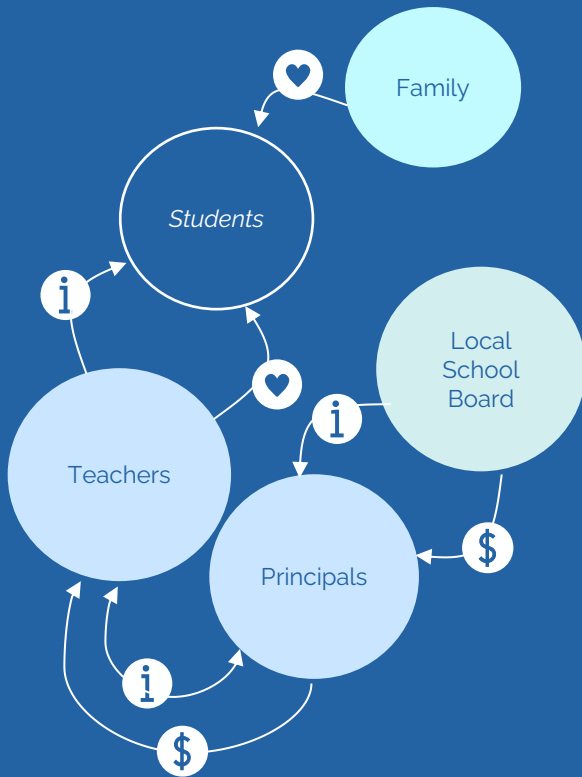 Family
Students
i
Local
School
Board
i
Teachers
Principals
$
i
$